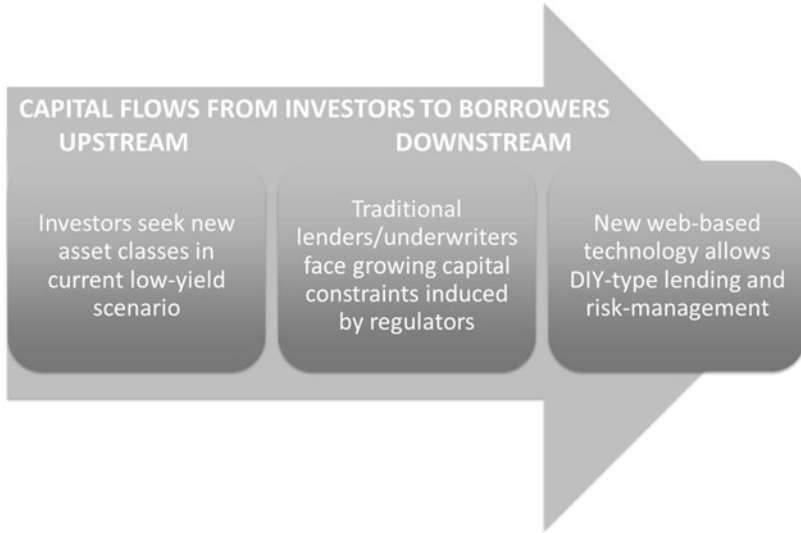 CAPITAL FLOWS FROM INVESTORS TO BORROWERS
UPSTREAM DOWNSTREAM
Investors seek new
asset classes in
current low-yield
scenario
Traditional
lenders/underwriters
face growing capital
constraints induced
by regulators
New web-based
technology allows
DIY-type lending and
risk-management